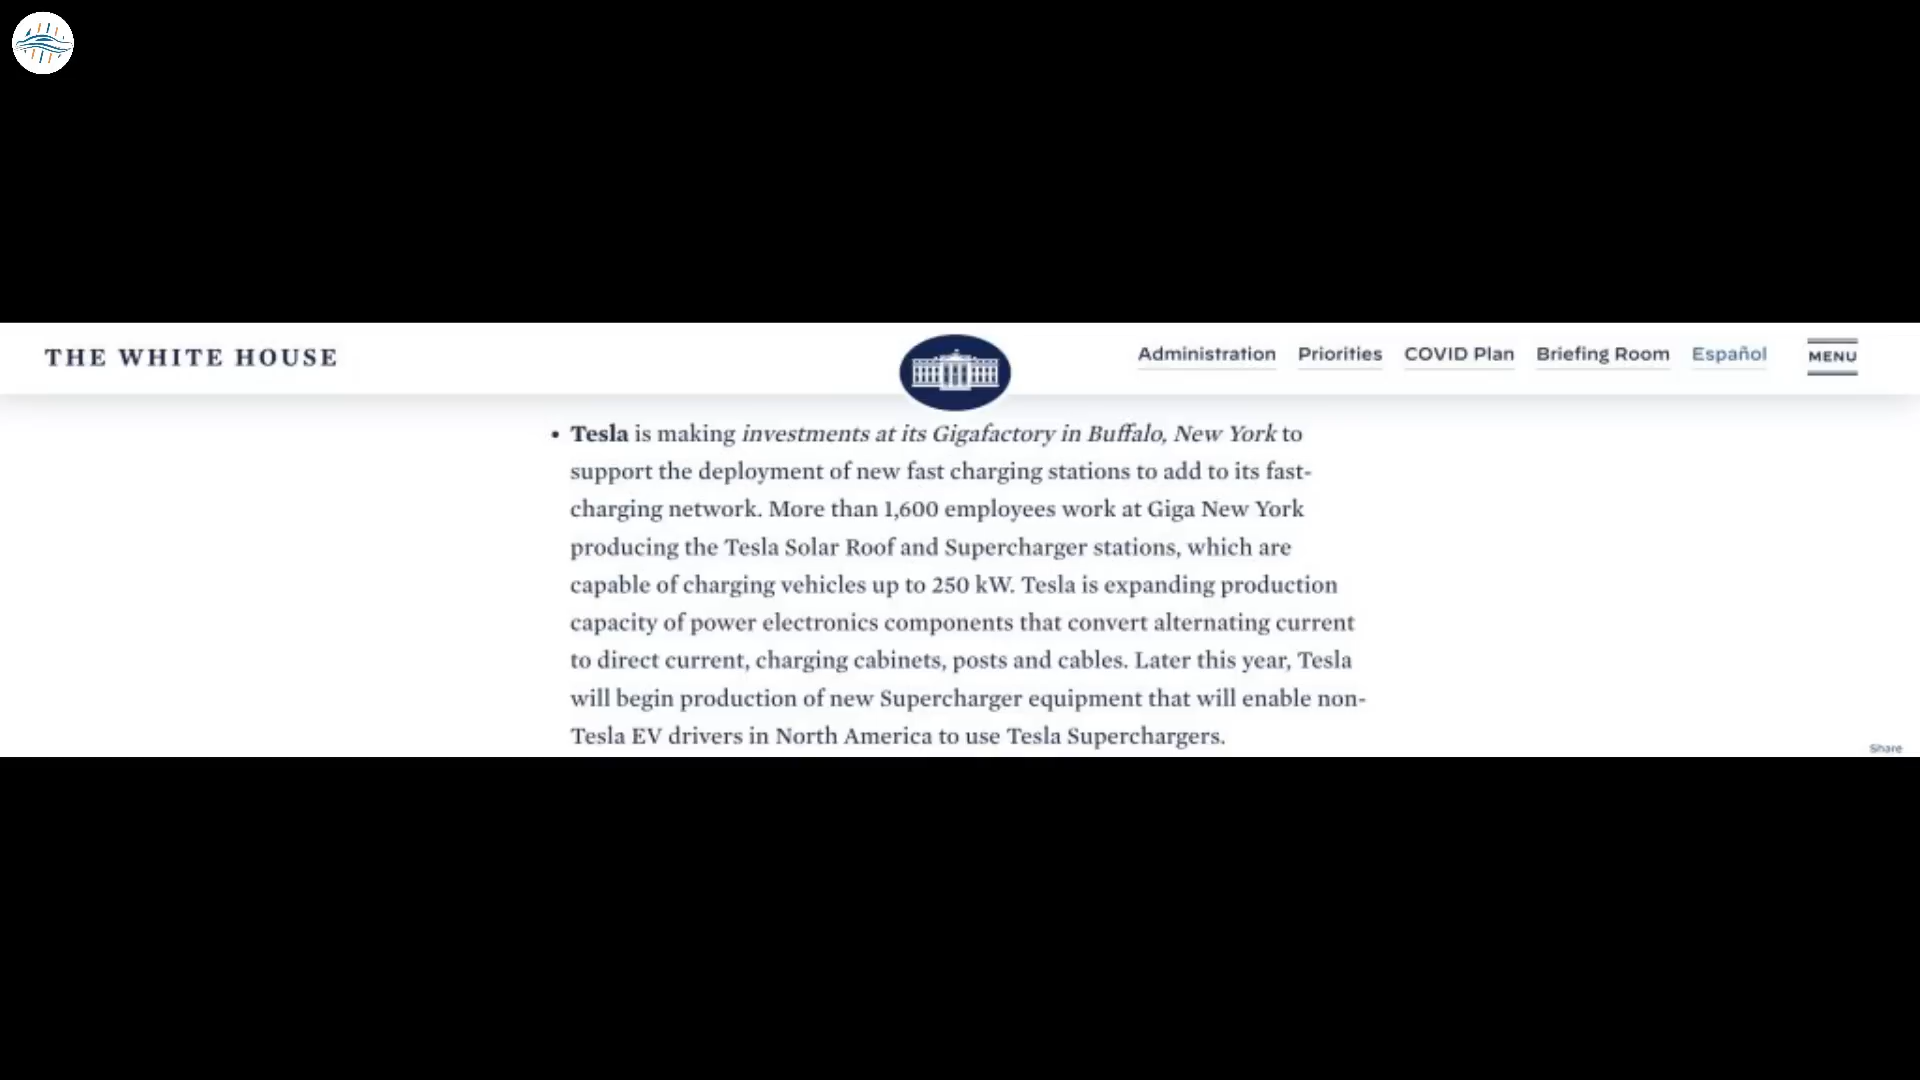 THE WHITE HOUSE
Administration Priorities COVID Plan Briefing Room Español MENU
• Tesla is making investments at its Gigafactory in Buffalo, New York to
support the deployment of new fast charging stations to add to its fast-
charging network. More than 1,600 employees work at Giga New York
producing the Tesla Solar Roof and Supercharger stations, which are
capable of charging vehicles up to 250 kW. Tesla is expanding production
capacity of power electronics components that convert alternating current
to direct current, charging cabinets, posts and cables. Later this year, Tesla
will begin production of new Supercharger equipment that will enable non-
Tesla EV drivers in North America to use Tesla Superchargers.
Share